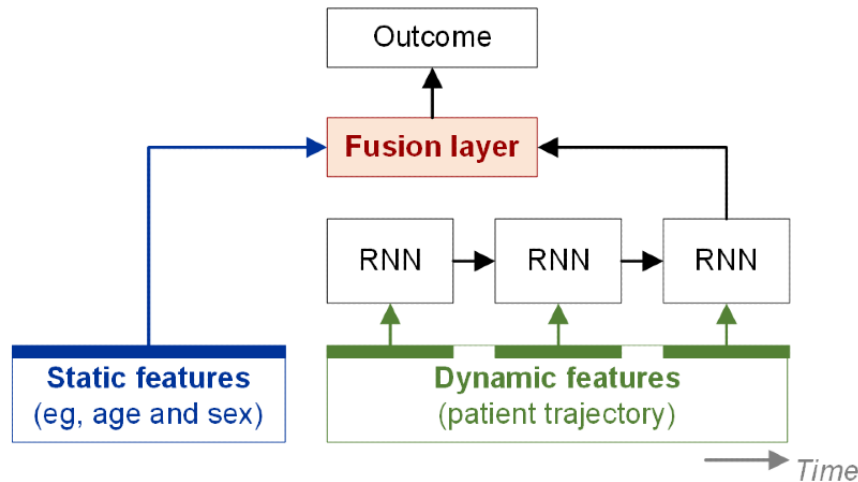 Outcome
Fusion layer
RNN
RNN
RNN
Static features
(eg, age and sex)
Dynamic features
(patient trajectory)
Time